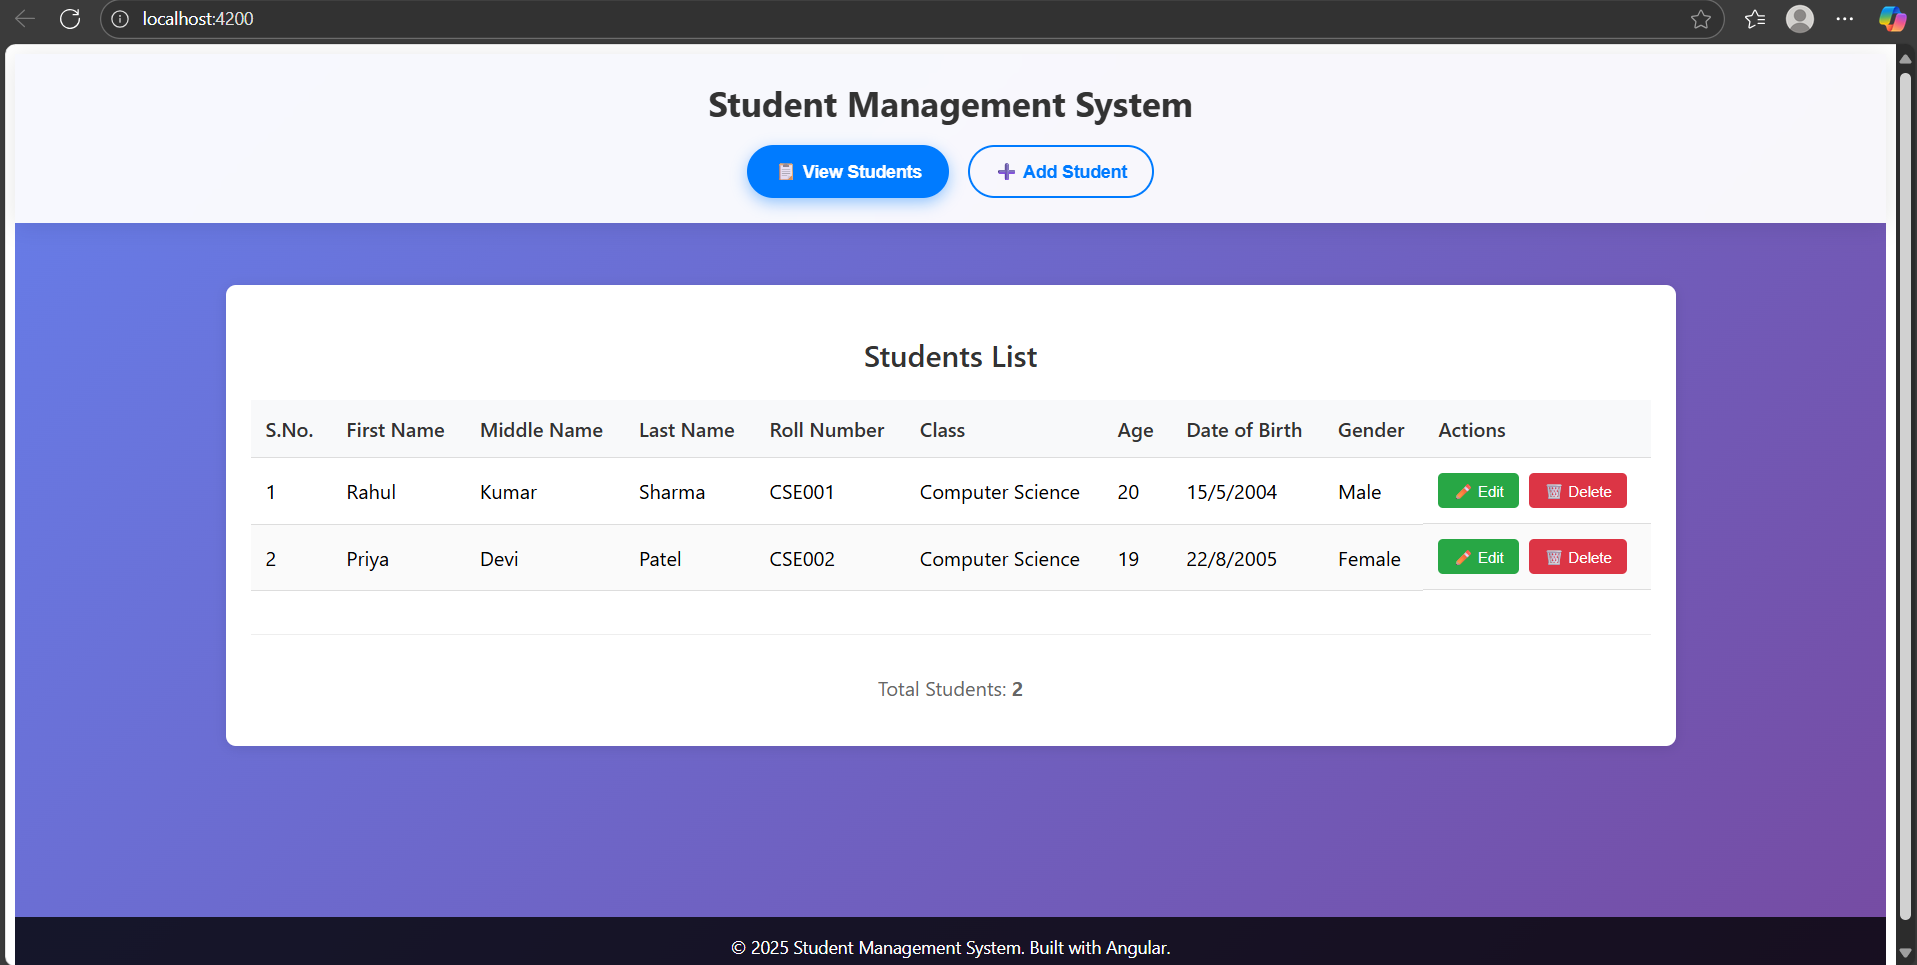 localhost:4200
Student Management System
View Students Add Student
Students List
S.No. First Name Middle Name Last Name Roll Number Class Age Date of Birth Gender Actions
1 Rahul Kumar Sharma CSE001 Computer Science 20 15/5/2004 Male Edit Delete
2 Priya Devi Patel CSE002 Computer Science 19 22/8/2005 Female Edit Delete
Total Students: 2
© 2025 Student Management System. Built with Angular.